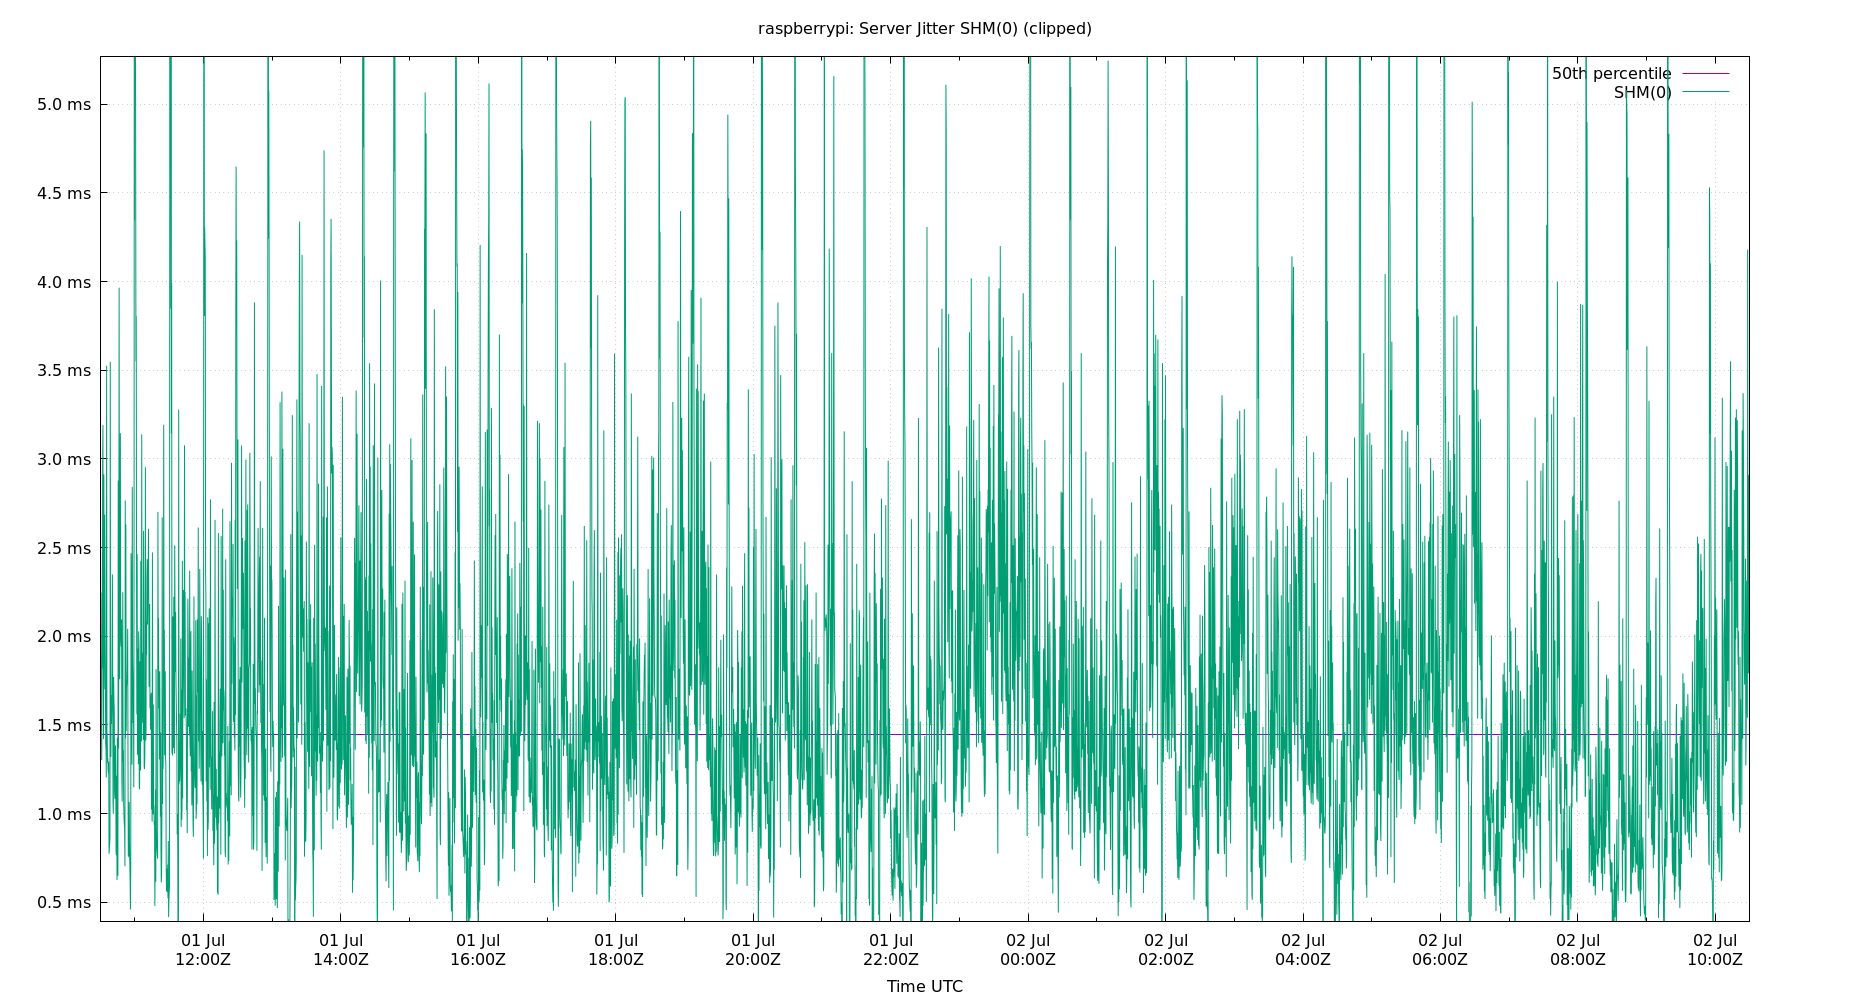 raspberrypi: Server Jitter SHM(0) (clipped)
50th percentile
SHM(0)
5.0 ms
4.5 ms
4.0 ms
3.5 ms
3.0 ms
2.5 ms
2.0 ms
1.5 ms
1.0 ms
0.5 ms
01 Jul 01 Jul 01 Jul 01 Jul 01 Jul 01 Jul 02 Jul 02 Jul 02 Jul 02 Jul 02 Jul 02 Jul
12:00Z 14:00Z 16:00Z 18:00Z 20:00Z 22:00Z 00:00Z 02:00Z 04:00Z 06:00Z 08:00Z 10:00Z
Time UTC